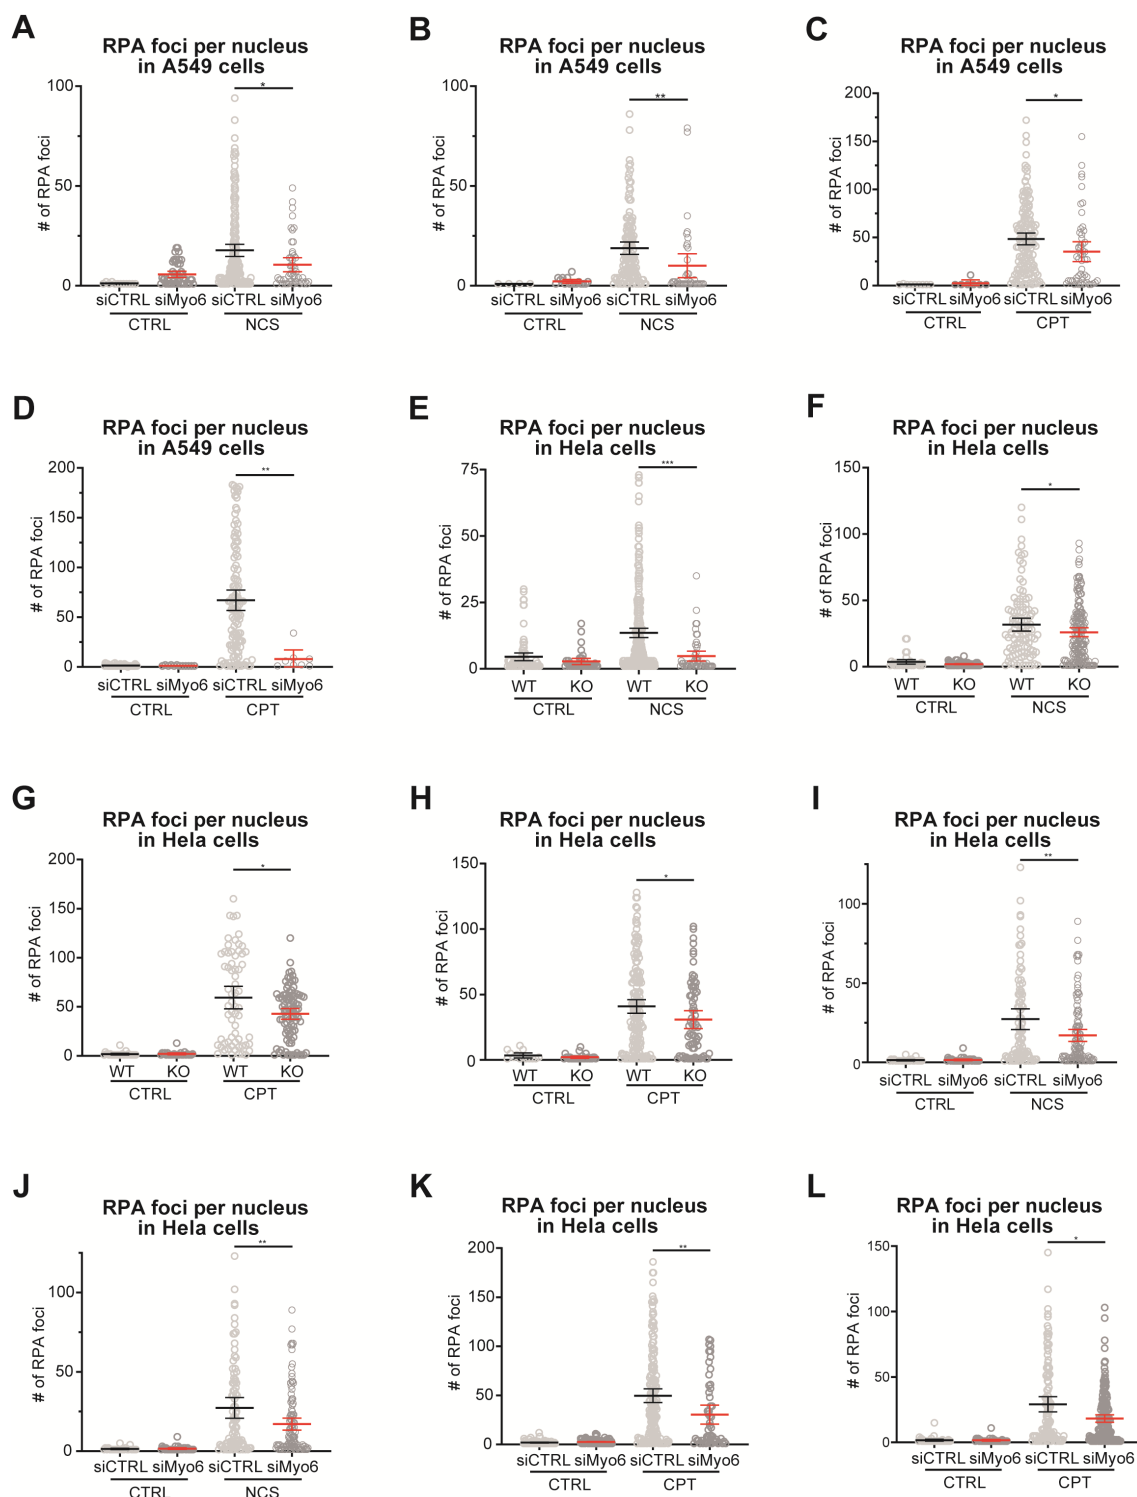 A
RPA foci per nucleus
in A549 cells
# of RPA foci
100
50
0
*
siCTRL siMyo6 siCTRL siMyo6
CTRL NCS
B
RPA foci per nucleus
in A549 cells
# of RPA foci
100
50
0
**
siCTRL siMyo6 siCTRL siMyo6
CTRL NCS
C
RPA foci per nucleus
in A549 cells
# of RPA foci
200
150
100
50
0
*
siCTRL siMyo6 siCTRL siMyo6
CTRL CPT
D
RPA foci per nucleus
in A549 cells
# of RPA foci
200
150
100
50
0
**
siCTRL siMyo6 siCTRL siMyo6
CTRL CPT
E
RPA foci per nucleus
in Hela cells
# of RPA foci
75
50
25
0
***
WT KO WT KO
CTRL NCS
F
RPA foci per nucleus
in Hela cells
# of RPA foci
150
100
50
0
*
WT KO WT KO
CTRL NCS
G
RPA foci per nucleus
in Hela cells
# of RPA foci
200
150
100
50
0
*
WT KO WT KO
CTRL CPT
H
RPA foci per nucleus
in Hela cells
# of RPA foci
150
100
50
0
*
WT KO WT KO
CTRL CPT
I
RPA foci per nucleus
in Hela cells
# of RPA foci
100
50
0
**
siCTRL siMyo6 siCTRL siMyo6
CTRL NCS
J
RPA foci per nucleus
in Hela cells
# of RPA foci
100
50
0
**
siCTRL siMyo6 siCTRL siMyo6
CTRL NCS
K
RPA foci per nucleus
in Hela cells
# of RPA foci
200
150
100
50
0
**
siCTRL siMyo6 siCTRL siMyo6
CTRL CPT
L
RPA foci per nucleus
in Hela cells
# of RPA foci
150
100
50
0
*
siCTRL siMyo6 siCTRL siMyo6
CTRL CPT